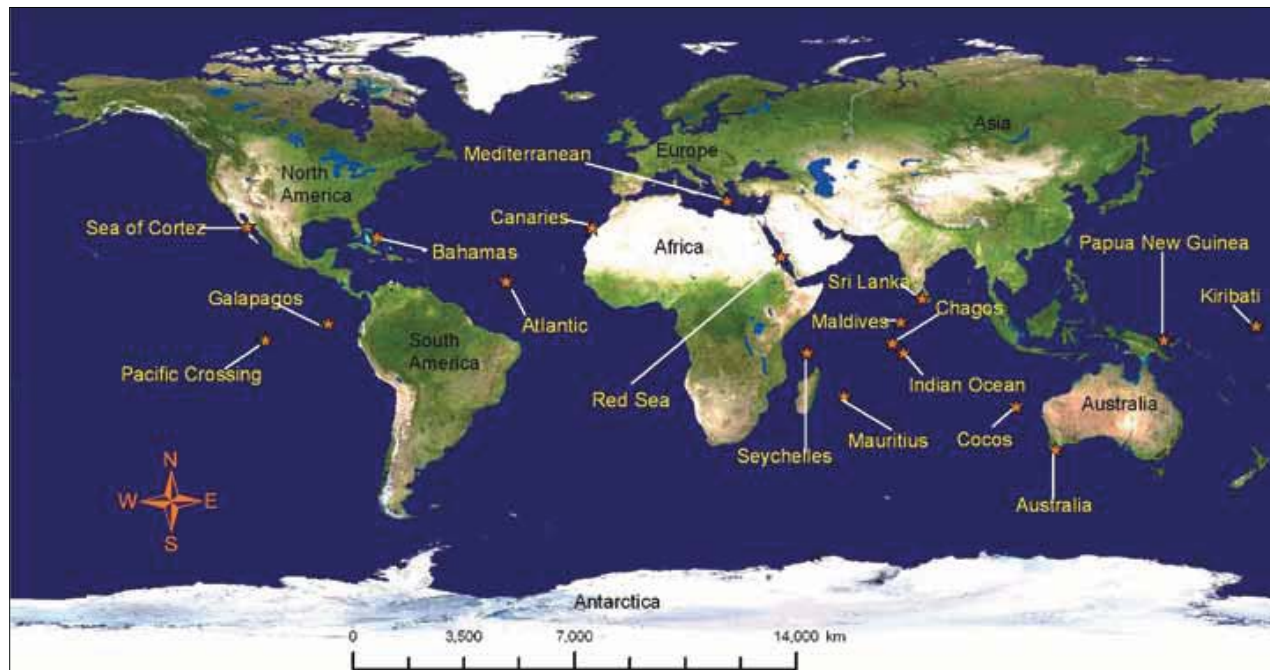 Asia
Europe
Mediterranean
North
America
Canaries
Sea of Cortez
Bahamas
Africa
Papua New Guinea
Sri Lanka
Galapagos
Kiribati
Chagos
Maldives
Atlantic
South
America
Pacific Crossing
Indian Ocean
Red Sea
Australia
Mauritius
Cocos
Seychelles
N
W
E
S
Australia
Antarctica
0
3,500
7,000
14,000 km